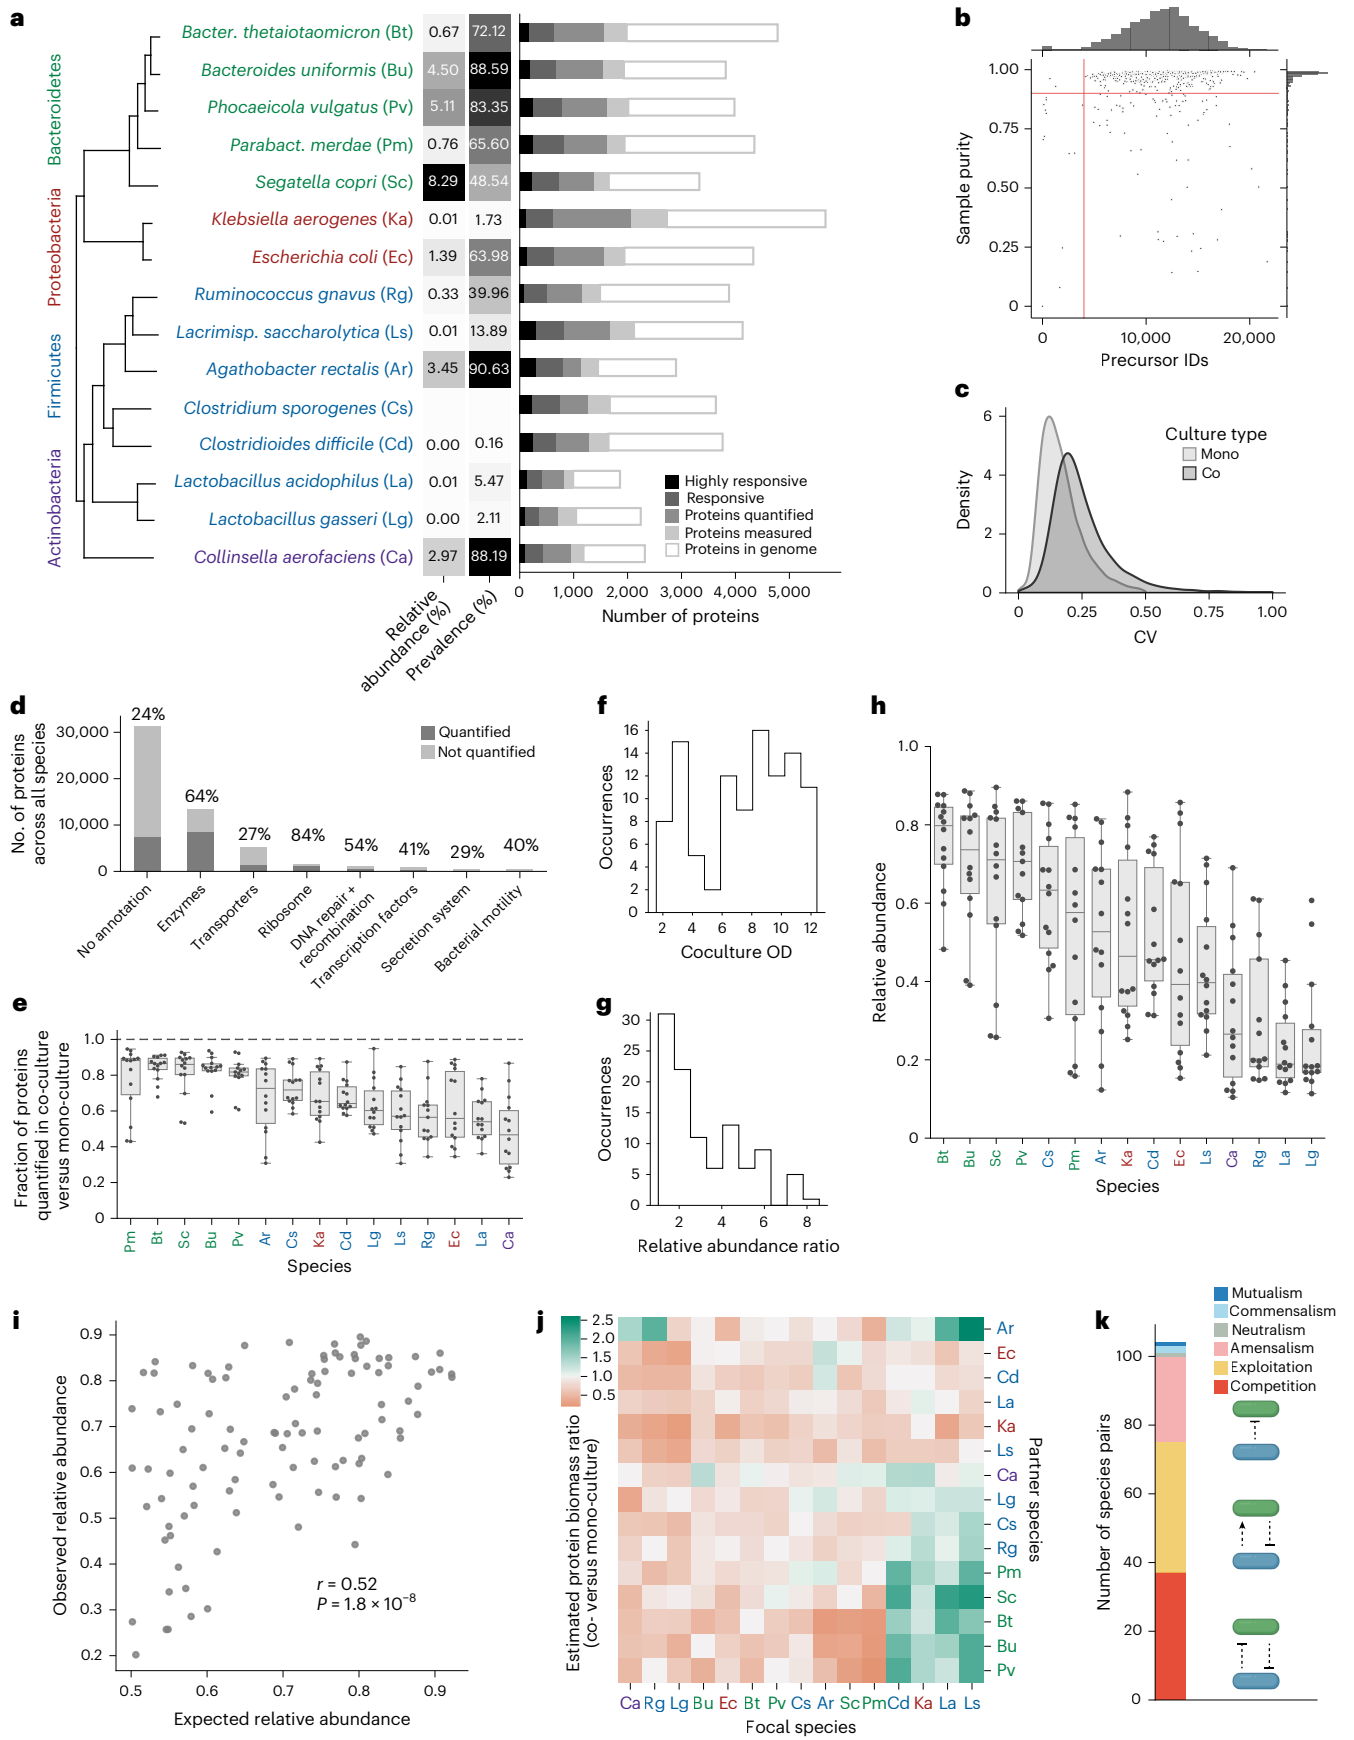 a
Bacteroidetes
Proteobacteria
Firmicutes
Actinobacteria
Bacter. thetaiotaomicron (Bt) 0.67 72.12
Bacteroides uniformis (Bu) 4.50 88.59
Phocaeicola vulgatus (Pv) 5.11 83.35
Parabact. merdae (Pm) 0.76 65.60
Segatella copri (Sc) 8.29 48.54
Klebsiella aerogenes (Ka) 0.01 1.73
Escherichia coli (Ec) 1.39 63.98
Ruminococcus gnavus (Rg) 0.33 39.96
Lacrimisp. saccharolytica (Ls) 0.01 13.89
Agathobacter rectalis (Ar) 3.45 90.63
Clostridium sporogenes (Cs)
Clostridioides difficile (Cd) 0.00 0.16
Lactobacillus acidophilus (La) 0.01 5.47
Lactobacillus gasseri (Lg) 0.00 2.11
Collinsella aerofaciens (Ca) 2.97 88.19
Relative
abundance (%)
Prevalence (%)
Highly responsive
Responsive
Proteins quantified
Proteins measured
Proteins in genome
0 1,000 2,000 3,000 4,000 5,000
Number of proteins
b
Sample purity
1.00
0.75
0.50
0.25
0
0 10,000 20,000
Precursor IDs
c
Density
6
4
2
0
Culture type
Mono
Co
0 0.25 0.50 0.75 1.00
CV
d
No. of proteins
across all species
30,000
20,000
10,000
0
24%
64%
27%
84%
54%
41%
29%
40%
Quantified
Not quantified
No annotation
Enzymes
Transporters
Ribosome
DNA repair +
recombination
Transcription factors
Secretion system
Bacterial motility
e
Fraction of proteins
quantified in co-culture
versus mono-culture
1.0
0.8
0.6
0.4
0.2
0
Pm Bt Sc Bu Pv Ar Cs Ka Cd Lg Ls Rg Ec La Ca
Species
f
Occurrences
16
14
12
10
8
6
4
2
0
2 4 6 8 10 12
Coculture OD
g
Occurrences
30
25
20
15
10
5
0
2 4 6 8
Relative abundance ratio
h
Relative abundance
1.0
0.8
0.6
0.4
0.2
0
Bt Bu Sc Pv Cs Pm Ar Ka Cd Ec Ls Ca Rg La Lg
Species
i
Observed relative abundance
0.9
0.8
0.7
0.6
0.5
0.4
0.3
0.2
r = 0.52
P = 1.8 × 10⁻⁸
0.5 0.6 0.7 0.8 0.9
Expected relative abundance
j
2.5
2.0
1.5
1.0
0.5
Estimated protein biomass ratio
(co- versus mono-culture)
Ar
Ec
Cd
La
Ka
Ls
Ca
Lg
Cs
Rg
Pm
Sc
Bt
Bu
Pv
Partner species
Ca Rg Lg Bu Ec Bt Pv Cs Ar Sc Pm Cd Ka La Ls
Focal species
k
Mutualism
Commensalism
Neutralism
Amensalism
Exploitation
Competition
Number of species pairs
100
80
60
40
20
0